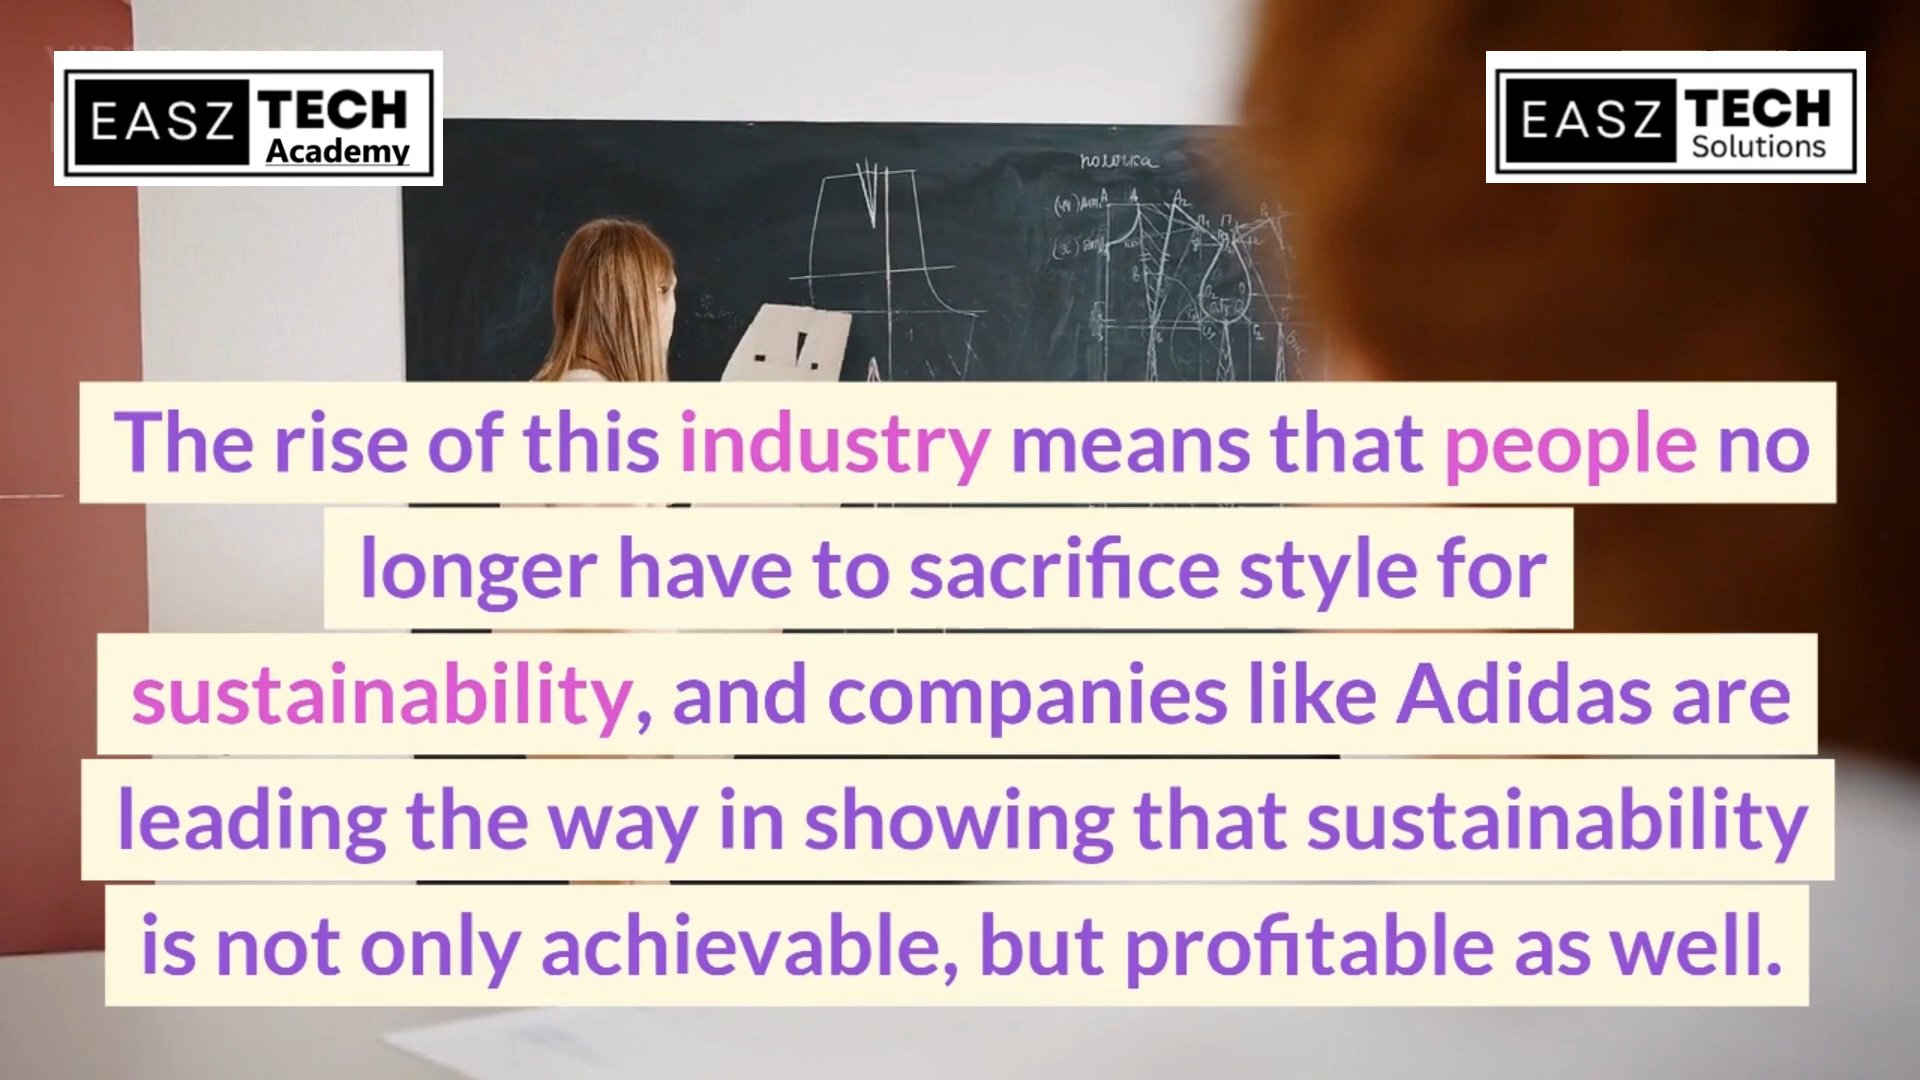 EASZ TECH
Academy
EASZ TECH
Solutions
полочка
The rise of this industry means that people no
longer have to sacrifice style for
sustainability, and companies like Adidas are
leading the way in showing that sustainability
is not only achievable, but profitable as well.